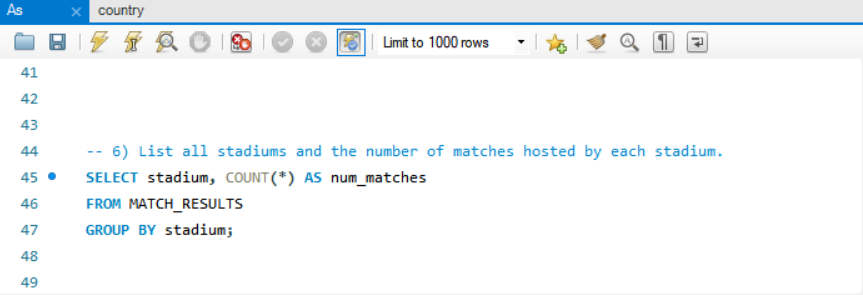 As × country
Limit to 1000 rows
41
42
43
44 -- 6) List all stadiums and the number of matches hosted by each stadium.
45 SELECT stadium, COUNT(*) AS num_matches
46 FROM MATCH_RESULTS
47 GROUP BY stadium;
48
49